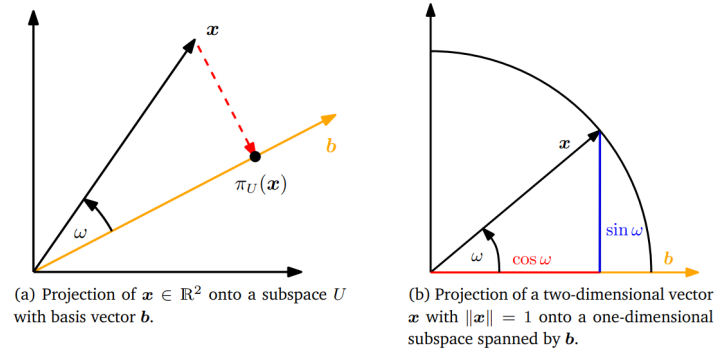 x
b
π_U(x)
ω
(a) Projection of x ∈ ℝ² onto a subspace U
with basis vector b.
x
sin ω
ω
cos ω
b
(b) Projection of a two-dimensional vector
x with ‖x‖ = 1 onto a one-dimensional
subspace spanned by b.